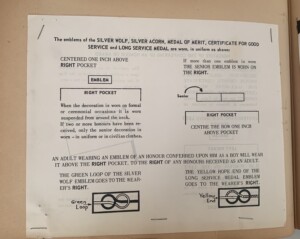 The emblems of the SILVER WOLF, SILVER ACORN, MEDAL OF MERIT, CERTIFICATE FOR GOOD
SERVICE and LONG SERVICE MEDAL are worn, in uniform as shown:
CENTERED ONE INCH ABOVE
RIGHT POCKET
EMBLEM
RIGHT POCKET
When the decoration is worn at formal
or ceremonial occasions it is worn
suspended from around the neck.
If two or more honours have been re-
ceived, only the senior decoration is
worn - in uniform or in civilian clothes.
If more than one emblem is worn
THE SENIOR EMBLEM IS WORN ON
THE RIGHT.
Senior
RIGHT POCKET
CENTRE THE BAR ONE INCH
ABOVE POCKET
AN ADULT WEARING AN EMBLEM OF AN HONOUR CONFERRED UPON HIM AS A BOY WILL WEAR
IT ABOVE THE RIGHT POCKET, TO THE RIGHT OF ANY HONOURS RECEIVED AS AN ADULT.
THE GREEN LOOP OF THE SILVER
WOLF EMBLEM GOES TO THE WEAR-
ER'S RIGHT.
Green
Loop
THE YELLOW ROPE END OF THE
LONG SERVICE MEDAL EMBLEM
GOES TO THE WEARER'S RIGHT.
Yellow
End